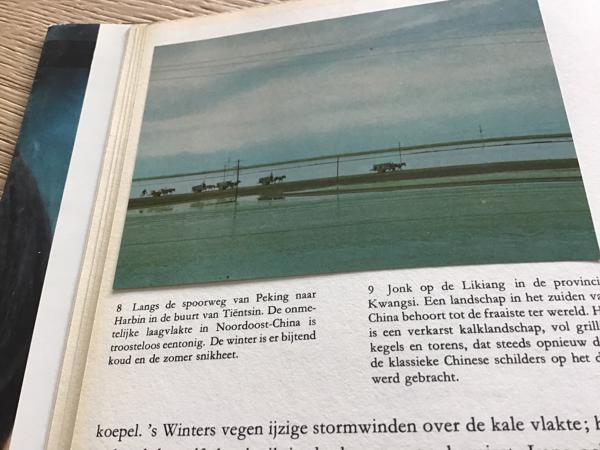 8 Langs de spoorweg van Peking naar
Harbin in de buurt van Tiëntsin. De onme-
telijke laagvlakte in Noordoost-China is
troosteloos eentonig. De winter is er bijtend
koud en de zomer snikheet.
9 Jonk op de Likiang in de provinci
Kwangsi. Een landschap in het zuiden va
China behoort tot de fraaiste ter wereld. H
is een verkarst kalklandschap, vol grill
kegels en torens, dat steeds opnieuw d
de klassieke Chinese schilders op het d
werd gebracht.
koepel. 's Winters vegen ijzige stormwinden over de kale vlakte;